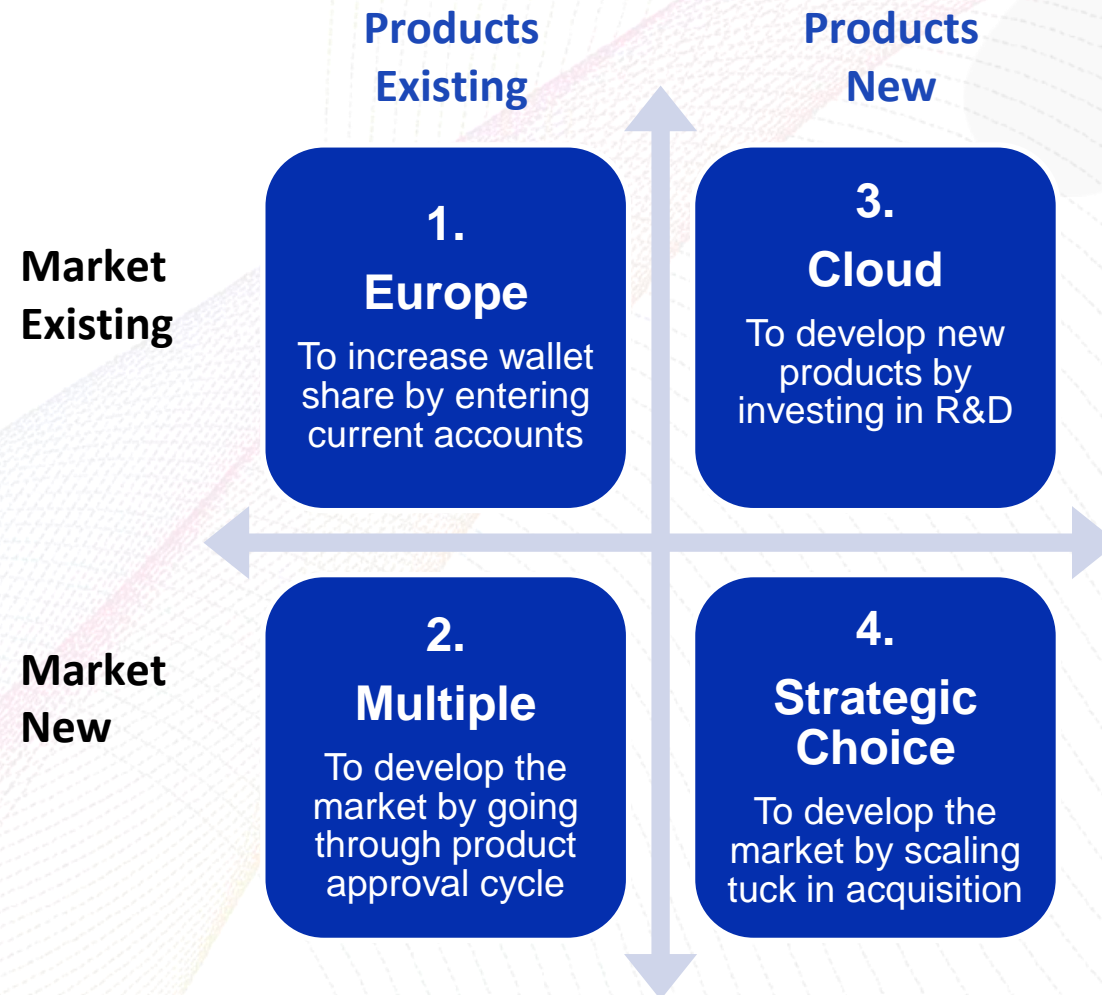 Products
Existing
Products
New
Market
Existing
1.
Europe
To increase wallet
share by entering
current accounts
3.
Cloud
To develop new
products by
investing in R&D
Market
New
2.
Multiple
To develop the
market by going
through product
approval cycle
4.
Strategic
Choice
To develop the
market by scaling
tuck in acquisition